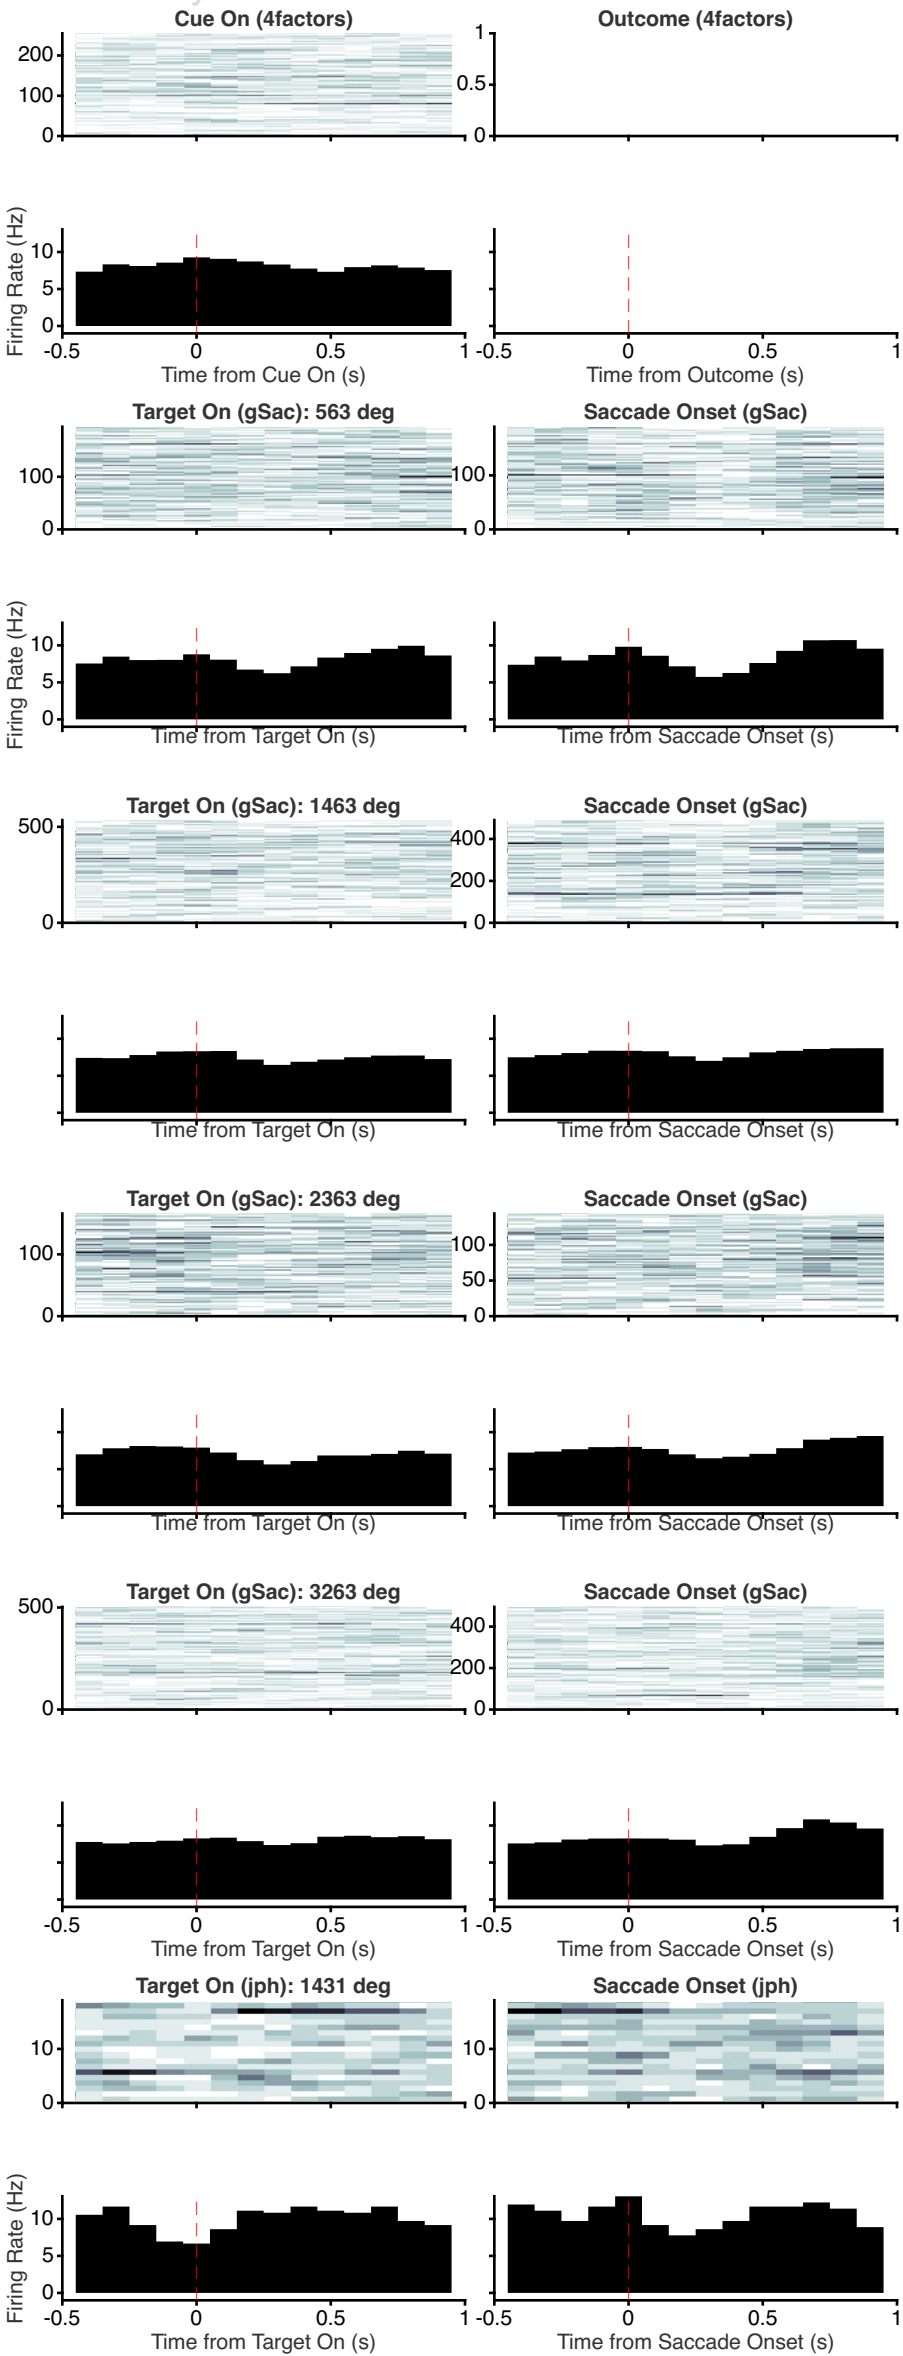 Cue On (4factors) Outcome (4factors)
200
100
0
1
0.5
0
Firing Rate (Hz)
10
5
0
-0.5 0 0.5 1
-0.5 0 0.5 1
Time from Cue On (s) Time from Outcome (s)
Target On (gSac): 563 deg Saccade Onset (gSac)
100
0
100
0
Firing Rate (Hz)
10
5
0
Time from Target On (s) Time from Saccade Onset (s)
Target On (gSac): 1463 deg Saccade Onset (gSac)
500
0
400
200
0
Time from Target On (s) Time from Saccade Onset (s)
Target On (gSac): 2363 deg Saccade Onset (gSac)
100
0
100
50
0
Time from Target On (s) Time from Saccade Onset (s)
Target On (gSac): 3263 deg Saccade Onset (gSac)
500
0
400
200
0
-0.5 0 0.5 1
-0.5 0 0.5 1
Time from Target On (s) Time from Saccade Onset (s)
Target On (jph): 1431 deg Saccade Onset (jph)
10
0
10
0
Firing Rate (Hz)
10
5
0
-0.5 0 0.5 1
-0.5 0 0.5 1
Time from Target On (s) Time from Saccade Onset (s)